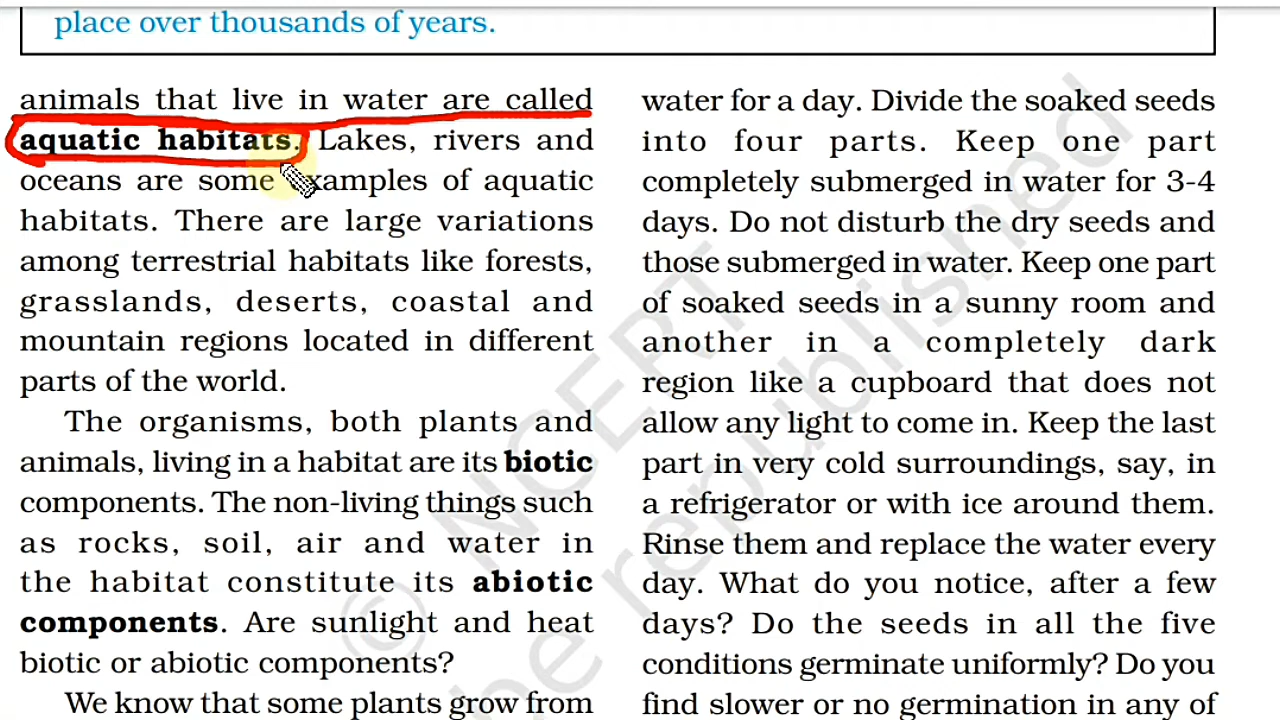 place over thousands of years.
animals that live in water are called
aquatic habitats. Lakes, rivers and
oceans are some examples of aquatic
habitats. There are large variations
among terrestrial habitats like forests,
grasslands, deserts, coastal and
mountain regions located in different
parts of the world.
The organisms, both plants and
animals, living in a habitat are its biotic
components. The non-living things such
as rocks, soil, air and water in
the habitat constitute its abiotic
components. Are sunlight and heat
biotic or abiotic components?
We know that some plants grow from
water for a day. Divide the soaked seeds
into four parts. Keep one part
completely submerged in water for 3-4
days. Do not disturb the dry seeds and
those submerged in water. Keep one part
of soaked seeds in a sunny room and
another in a completely dark
region like a cupboard that does not
allow any light to come in. Keep the last
part in very cold surroundings, say, in
a refrigerator or with ice around them.
Rinse them and replace the water every
day. What do you notice, after a few
days? Do the seeds in all the five
conditions germinate uniformly? Do you
find slower or no germination in any of
© NCERT
be republished